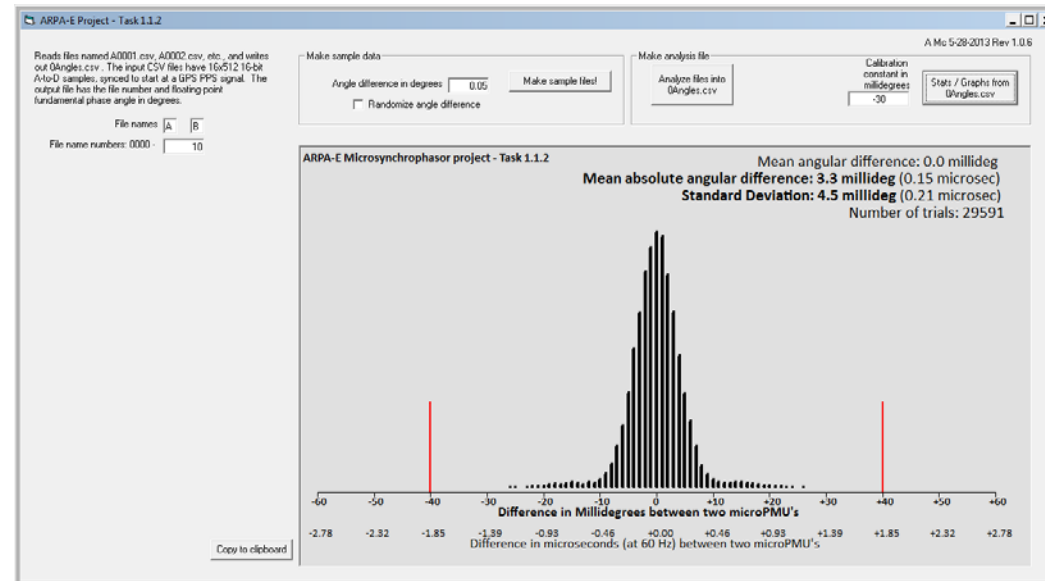 ARPA-E Project - Task 1.1.2
A Mc 5-28-2013 Rev 1.0.6
Reads files named A0001.csv, A0002.csv, etc., and writes
out 0Angles.csv . The input CSV files have 16x512 16-bit
A-to-D samples, synced to start at a GPS PPS signal. The
output file has the file number and floating point
fundamental phase angle in degrees.
File names A B
File name numbers: 0000 - 10
Make sample data
Angle difference in degrees 0.05
Make sample files!
Randomize angle difference
Make analysis file
Analyze files into
0Angles.csv
Calibration
constant in
millidegrees
-30
Stats / Graphs from
0Angles.csv
ARPA-E Microsynchrophasor project - Task 1.1.2
Mean angular difference: 0.0 millideg
Mean absolute angular difference: 3.3 millideg (0.15 microsec)
Standard Deviation: 4.5 millideg (0.21 microsec)
Number of trials: 29591
-60 -50 -40 -30 -20 -10 0 +10 +20 +30 +40 +50 +60
Difference in Millidegrees between two microPMU's
-2.78 -2.32 -1.85 -1.39 -0.93 -0.46 +0.00 +0.46 +0.93 +1.39 +1.85 +2.32 +2.78
Difference in microseconds (at 60 Hz) between two microPMU's
Copy to clipboard